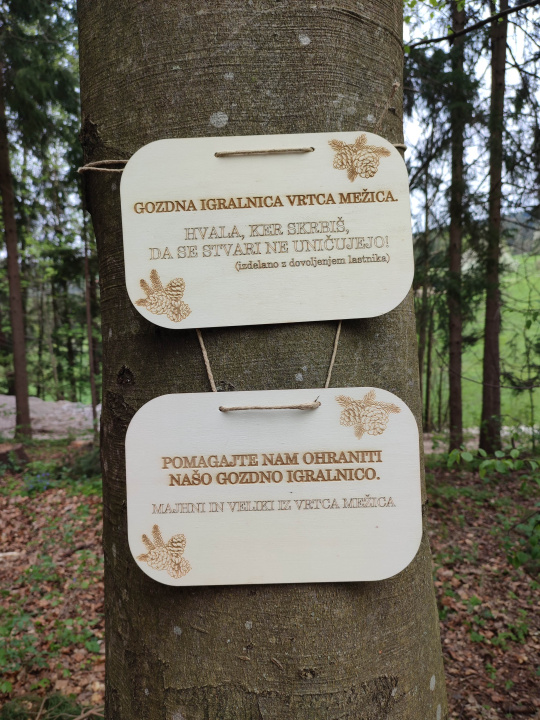 GOZDNA IGRALNICA VRTCA MEŽICA.
HVALA, KER SKRBIŠ,
DA SE STVARI NE UNIČUJEJO!
(izdelano z dovoljenjem lastnika)
POMAGAJTE NAM OHRANITI
NAŠO GOZDNO IGRALNICO.
MAJHNI IN VELIKI IZ VRTCA MEŽICA